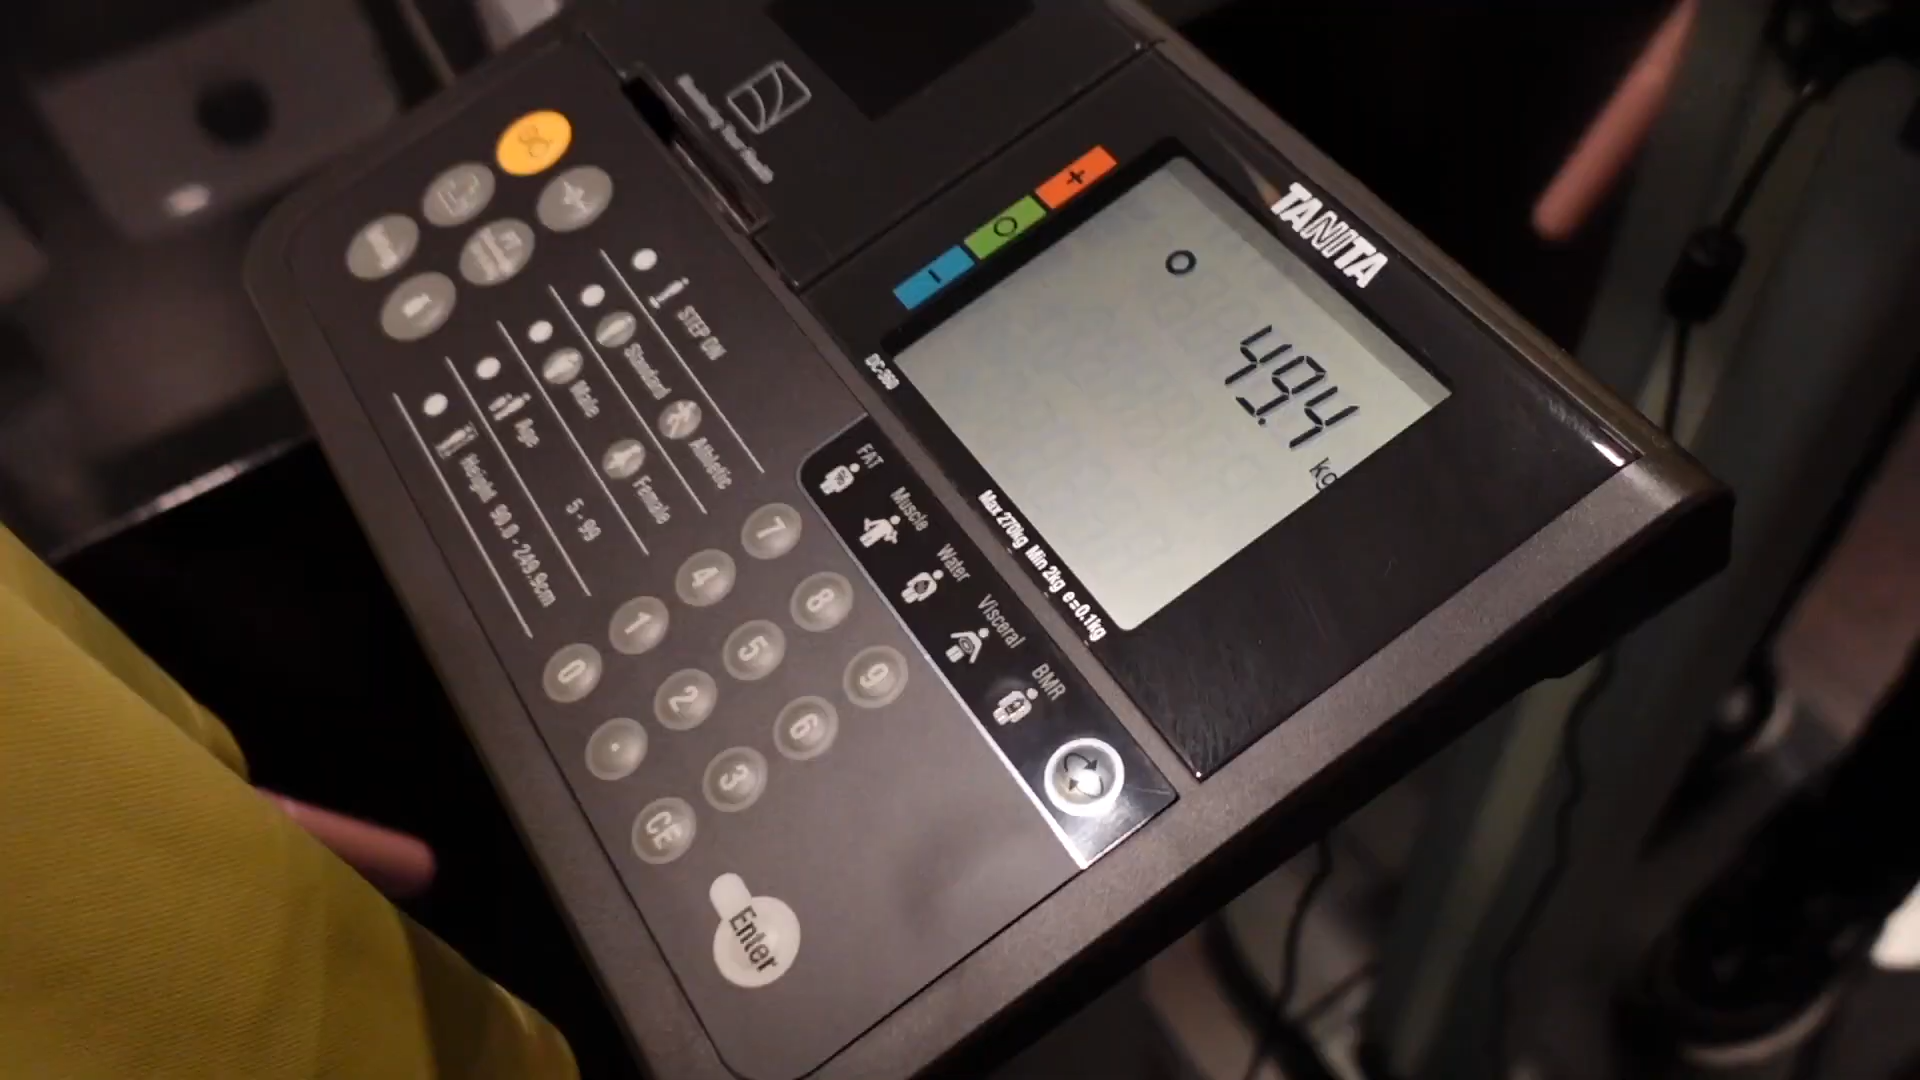 TANITA
+
O
-
49.4
kg
DC-360
Max 270kg Min 2kg e=0.1kg
STEP ON
Standard
Athletic
Male
Female
Age
5 - 99
Height
90.0 - 249.9cm
FAT
Muscle
Water
Visceral
BMR
7
4
8
1
5
9
0
2
6
.
3
CE
Enter